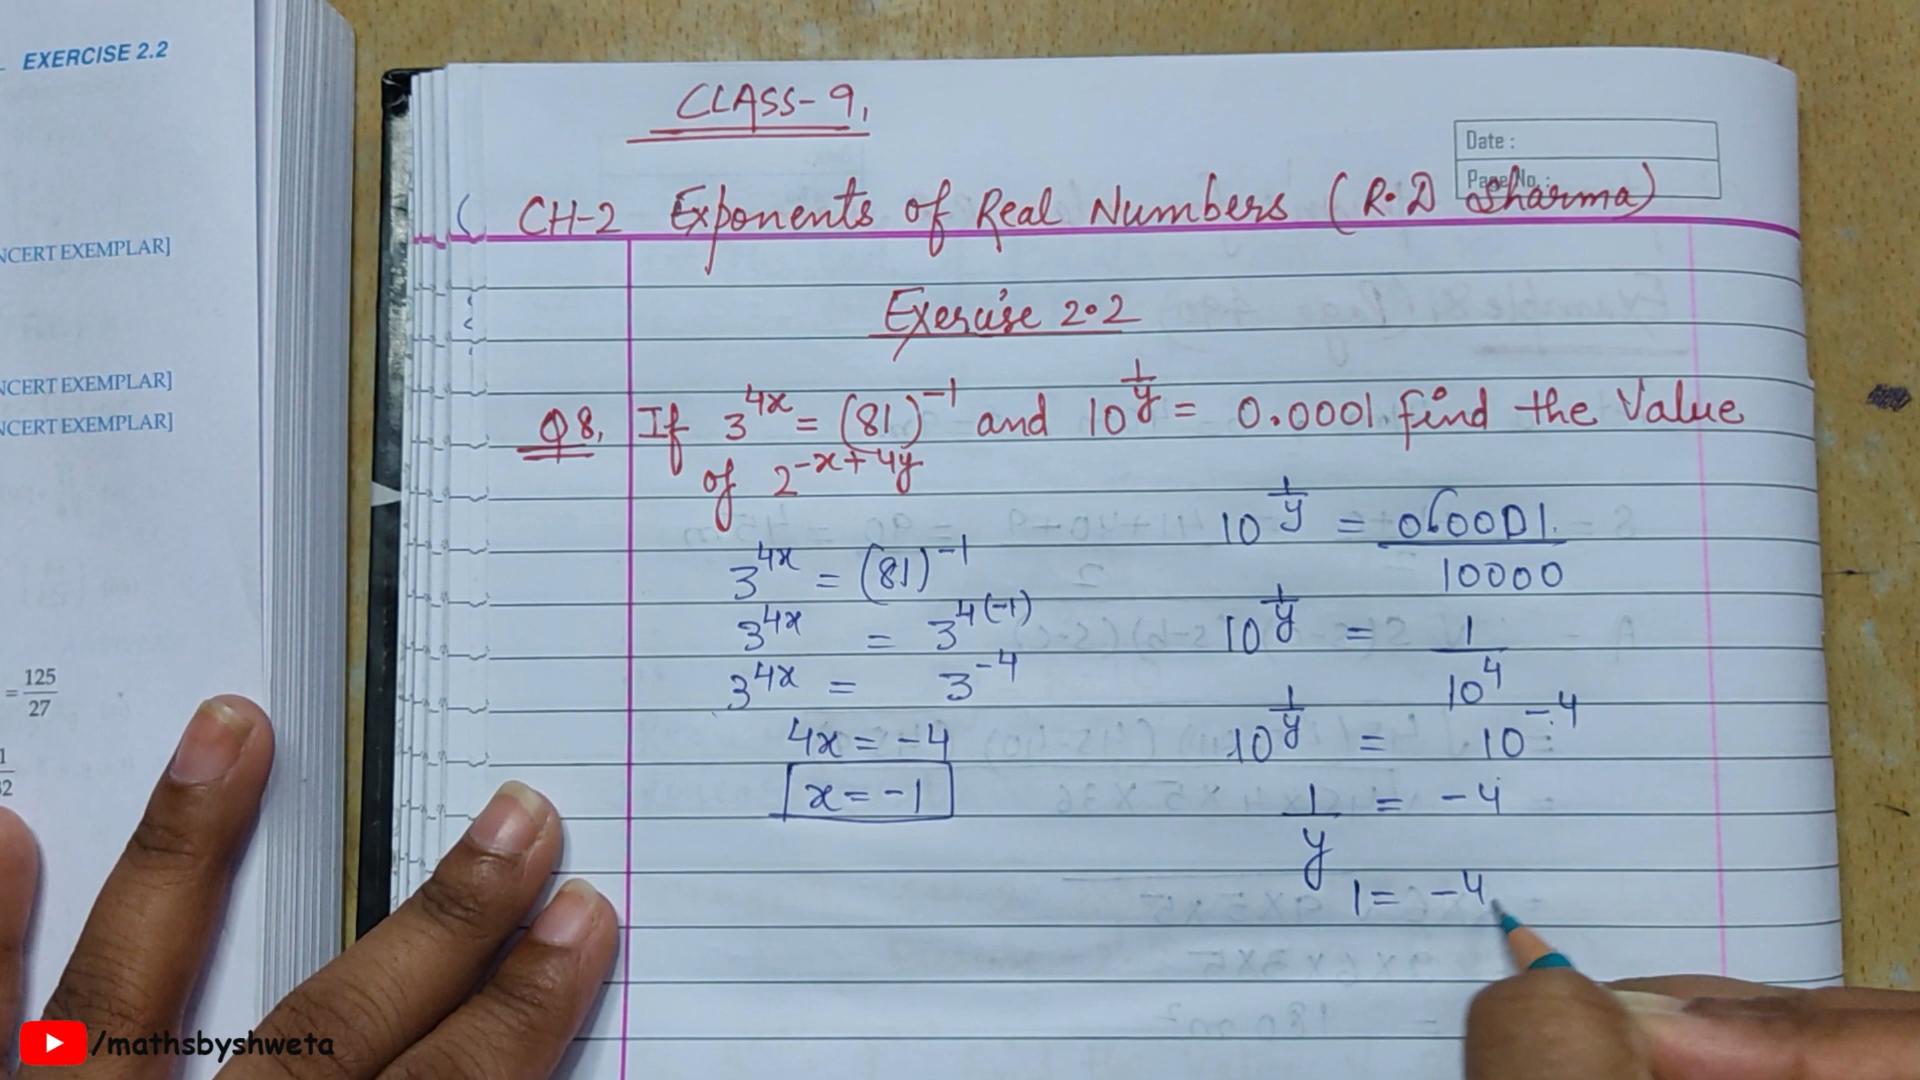 EXERCISE 2.2
NCERT EXEMPLAR]
NCERT EXEMPLAR]
NCERT EXEMPLAR]
= 125/27
CLASS-9,
Date :
Page No. :
CH-2 Exponents of Real Numbers (R.D Sharma)
Exercise 2.2
Q8, If 3^{4x} = (81)^{-1} and 10^{1/y} = 0.0001 find the Value
of 2^{-x+4y}
3^{4x} = (81)^{-1}
3^{4x} = 3^{4(-1)}
3^{4x} = 3^{-4}
4x = -4
x = -1
10^{1/y} = 0.0001/10000
10^{1/y} = 1/10^4
10^{1/y} = 10^{-4}
1/y = -4
1 = -4
/mathsbyshweta